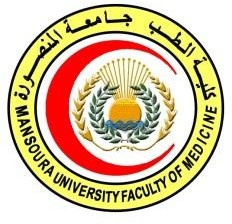 كلية الطب جامعة المنصورة
MANSOURA UNIVERSITY FACULTY OF MEDICINE